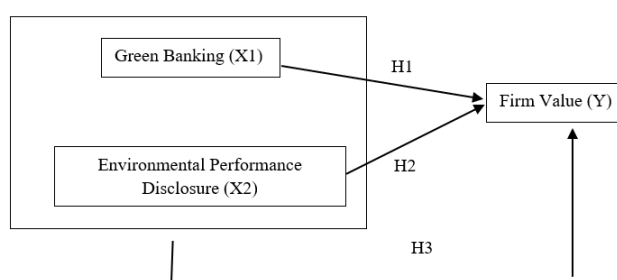 Green Banking (X1)
H1
Firm Value (Y)
Environmental Performance
Disclosure (X2)
H2
H3